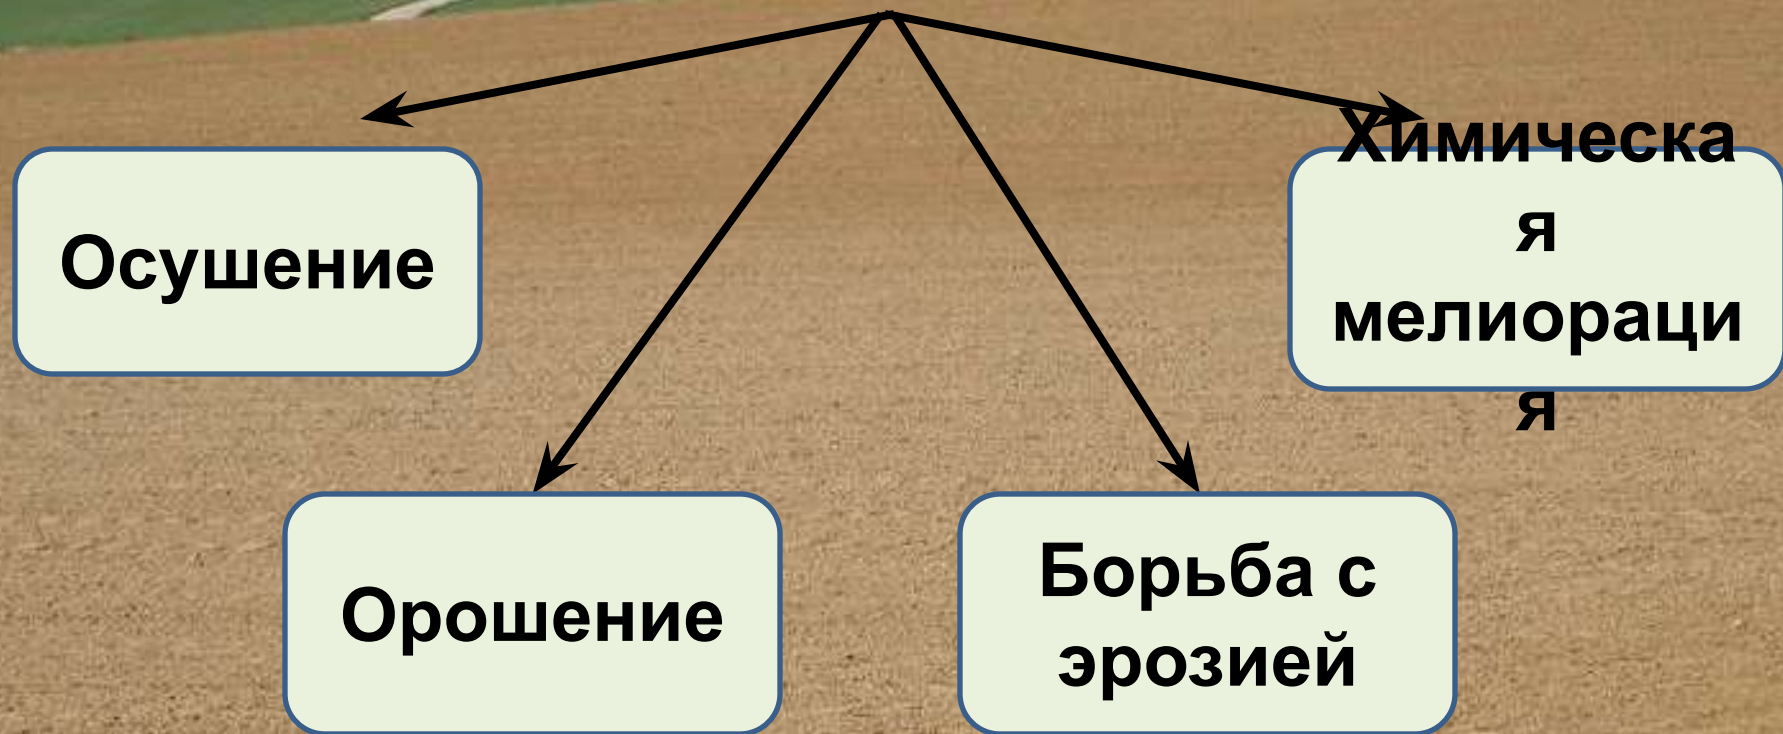 Осушение
Химическа
я
мелиораци
я
Орошение
Борьба с
эрозией